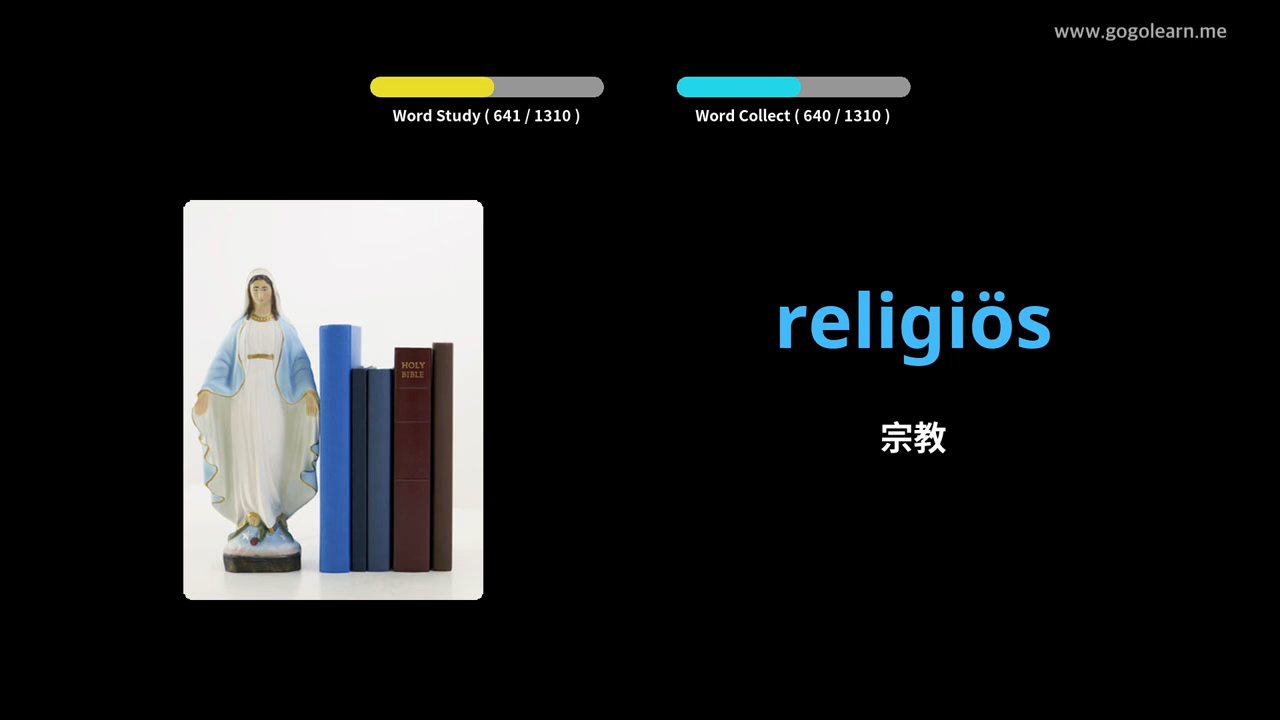 www.gogolearn.me
Word Study ( 641 / 1310 )
Word Collect ( 640 / 1310 )
HOLY
BIBLE
religiös
宗教